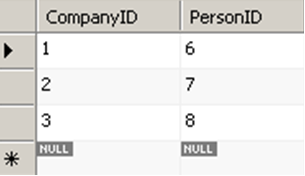 CompanyID PersonID
1 6
2 7
3 8
NULL NULL